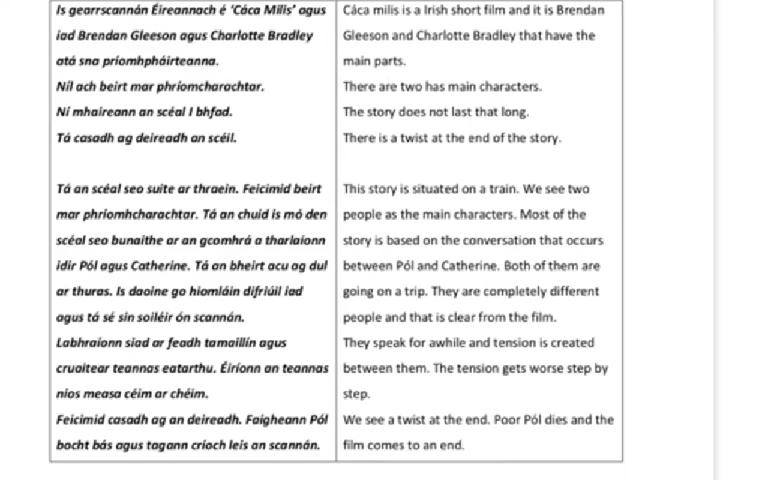 Is gearrscannán Éireannach é 'Cáca Milis' agus
iad Brendan Gleeson agus Charlotte Bradley
atá sna príomhpháirteanna.
Níl ach beirt mar phríomcharachtar.
Ní mhaireann an scéal I bhfad.
Tá casadh ag deireadh an scéil.
Tá an scéal seo suite ar thraein. Feicimid beirt
mar phríomhcharachtar. Tá an chuid is mó den
scéal seo bunaithe ar an gcomhrá a tharlaíonn
idir Pól agus Catherine. Tá an bheirt acu ag dul
ar thuras. Is daoine go hiomláin difriúil iad
agus tá sé sin soiléir ón scannán.
Labhraíonn siad ar feadh tamaillín agus
cruaitear teannas eatarthu. Éiríonn an teannas
níos measa céim ar chéim.
Feicimid casadh ag an deireadh. Faigheann Pól
bocht bás agus tagann críoch leis an scannán.
Cáca milis is a Irish short film and it is Brendan
Gleeson and Charlotte Bradley that have the
main parts.
There are two has main characters.
The story does not last that long.
There is a twist at the end of the story.
This story is situated on a train. We see two
people as the main characters. Most of the
story is based on the conversation that occurs
between Pól and Catherine. Both of them are
going on a trip. They are completely different
people and that is clear from the film.
They speak for awhile and tension is created
between them. The tension gets worse step by
step.
We see a twist at the end. Poor Pól dies and the
film comes to an end.